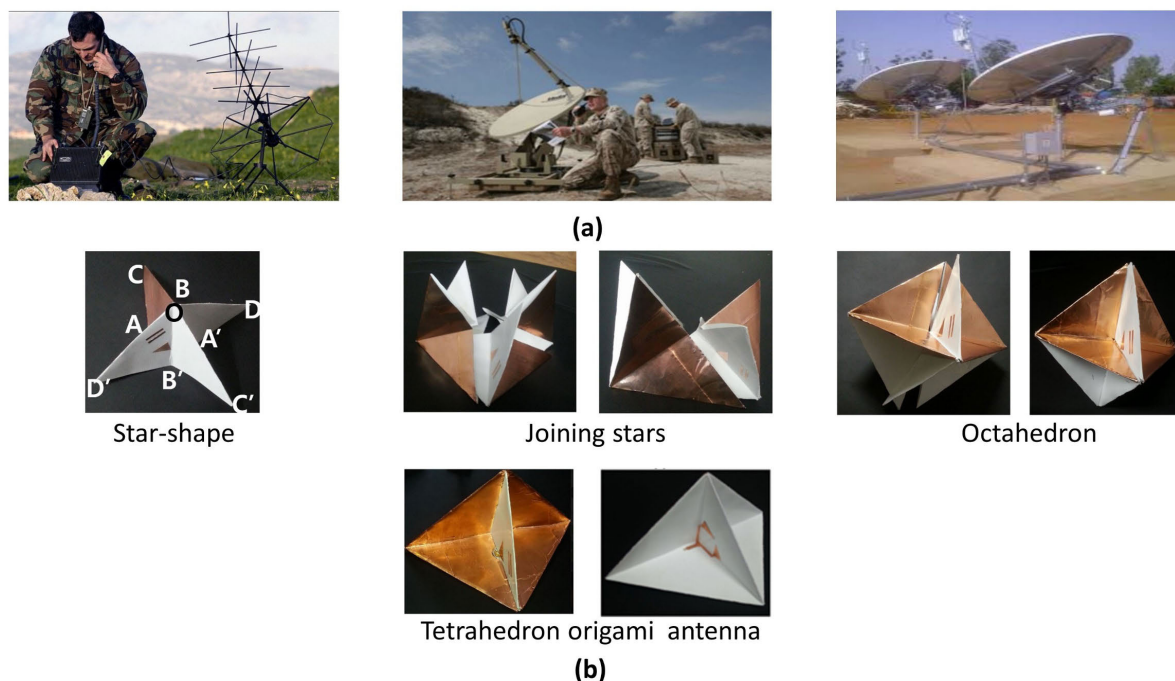 (a)
C
B
O
D
A
A'
D'
B'
C'
Star-shape
Joining stars
Octahedron
Tetrahedron origami antenna
(b)